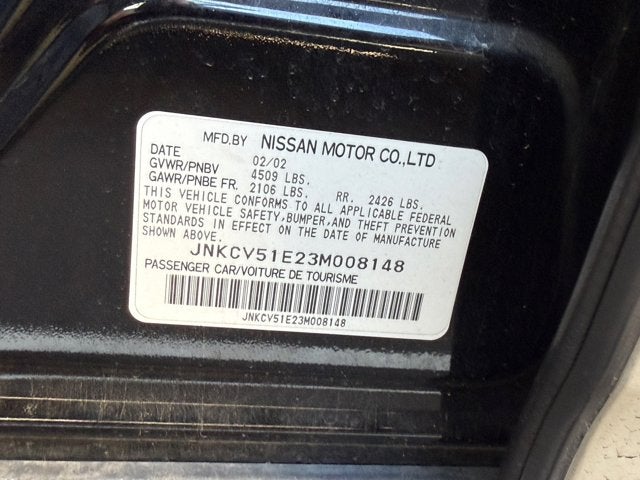 MFD.BY NISSAN MOTOR CO.,LTD
DATE 02/02
GVWR/PNBV 4509 LBS.
GAWR/PNBE FR. 2106 LBS. RR. 2426 LBS.
THIS VEHICLE CONFORMS TO ALL APPLICABLE FEDERAL
MOTOR VEHICLE SAFETY,BUMPER,AND THEFT PREVENTION
STANDARDS IN EFFECT ON THE DATE OF MANUFACTURE
SHOWN ABOVE.
JNKCV51E23M008148
PASSENGER CAR/VOITURE DE TOURISME
JNKCV51E23M008148